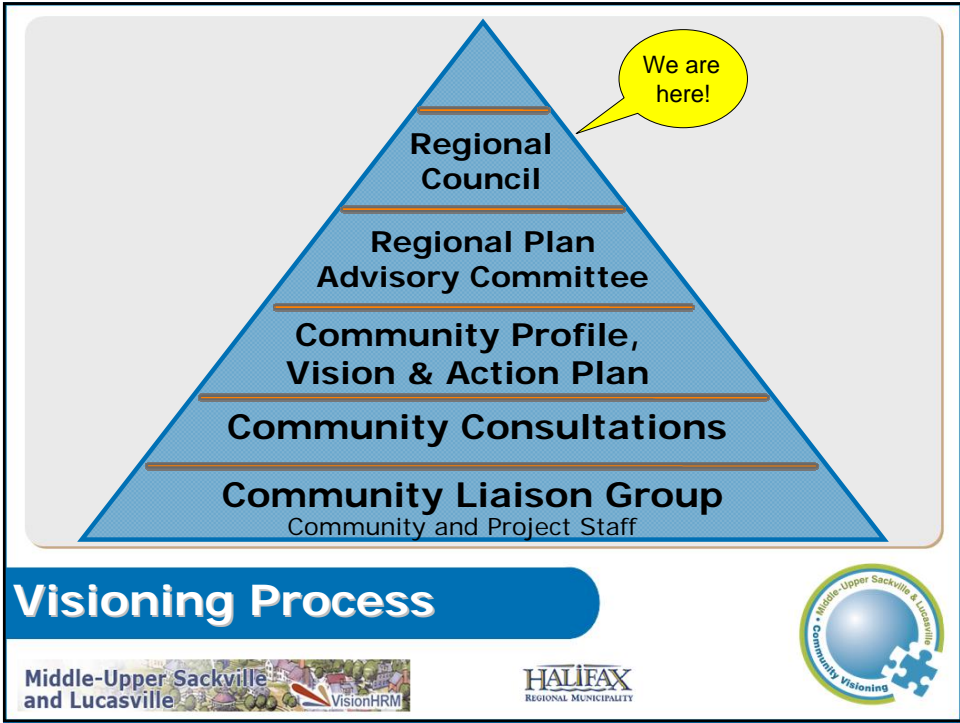 We are
here!
Regional
Council
Regional Plan
Advisory Committee
Community Profile,
Vision & Action Plan
Community Consultations
Community Liaison Group
Community and Project Staff
Visioning Process
Middle-Upper Sackville
and Lucasville
VisionHRM
HALIFAX
REGIONAL MUNICIPALITY
Middle-Upper Sackville & Lucasville
• Community Visioning •